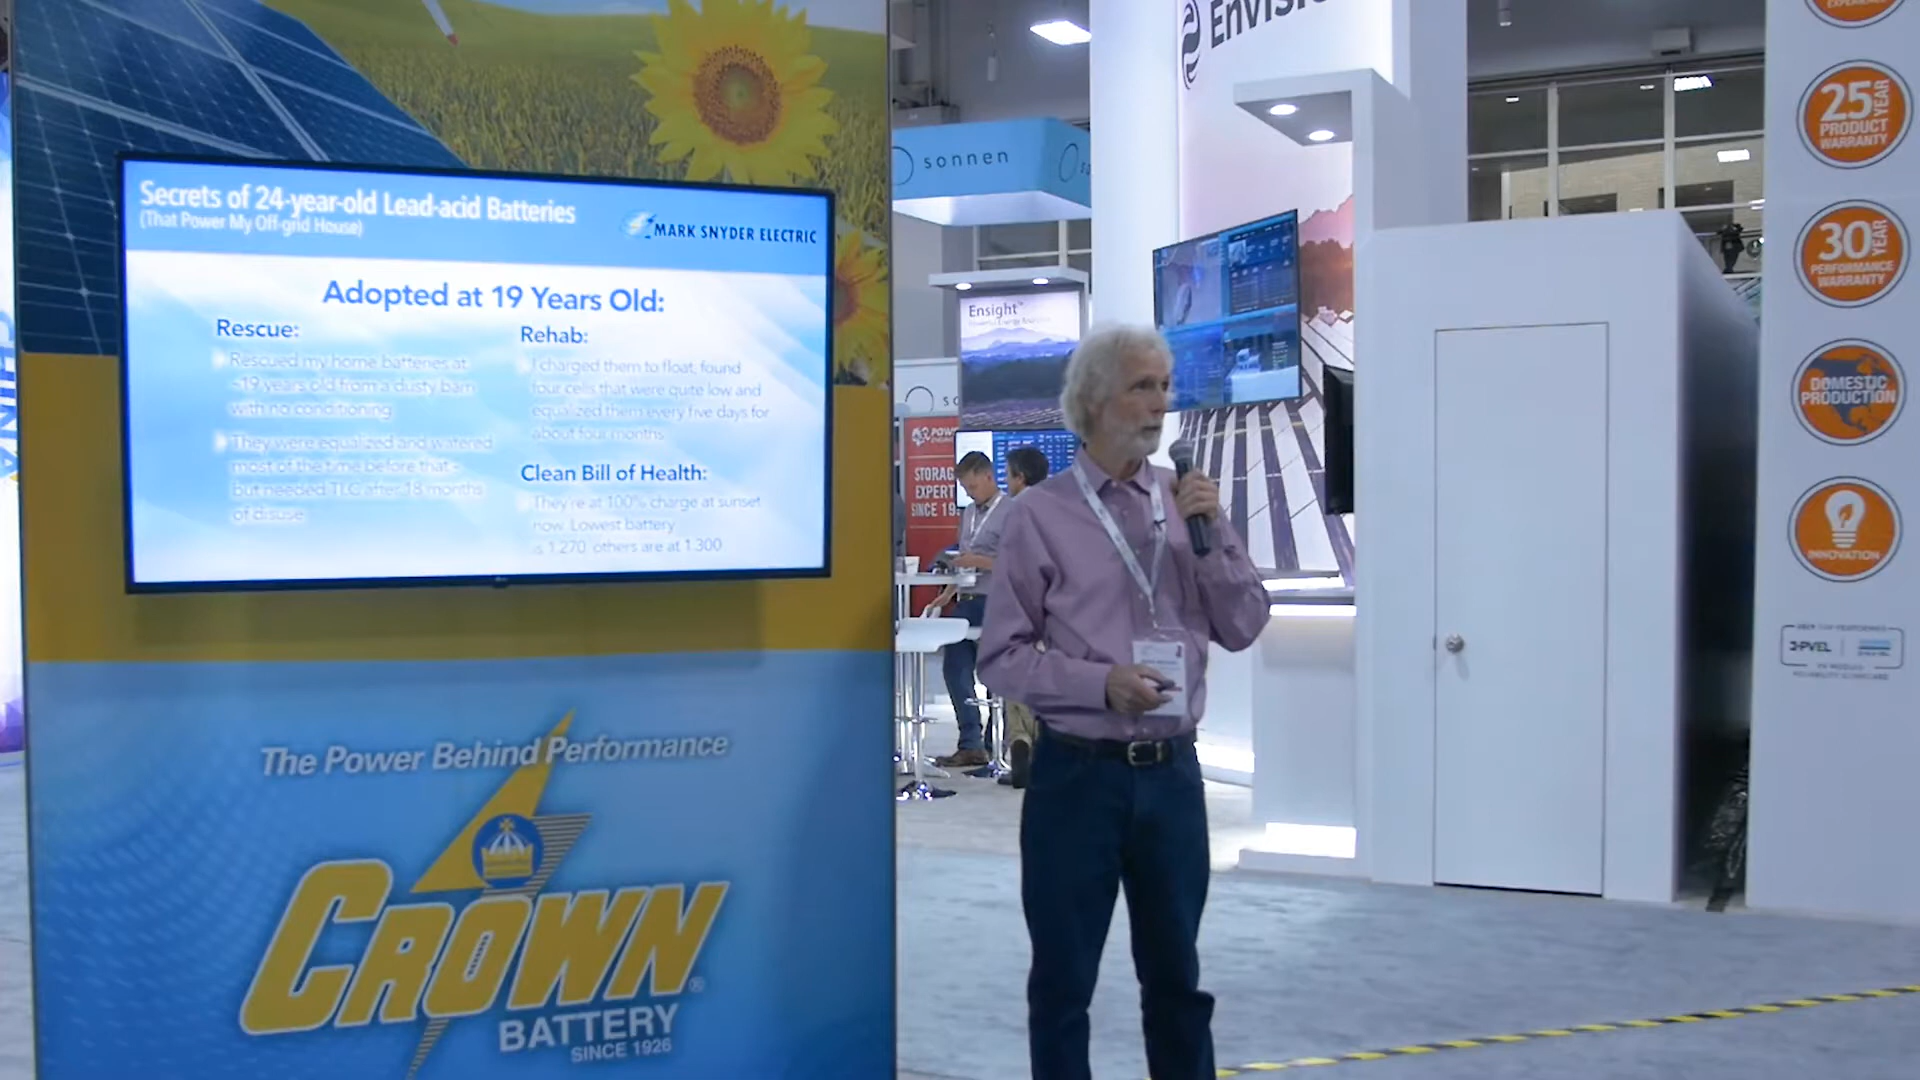 Secrets of 24-year-old Lead-acid Batteries
(That Power My Off-grid House)
MARK SNYDER ELECTRIC
Adopted at 19 Years Old:
Rescue:
Rescued my home batteries at
~19 years old from a dusty barn
with no conditioning
They were equalized and watered
most of the time before that -
but needed TLC after 18 months
of disuse
Rehab:
I charged them to float, found
four cells that were quite low and
equalized them every five days for
about four months
Clean Bill of Health:
They're at 100% charge at sunset
now. Lowest battery
is 1.270 others are at 1.300
The Power Behind Performance
CROWN®
BATTERY
SINCE 1926
sonnen
Ensight™
STORAG
EXPERT
SINCE 19
Envisi
EXPERIENCE
25 YEAR
PRODUCT
WARRANTY
30 YEAR
PERFORMANCE
WARRANTY
DOMESTIC
PRODUCTION
INNOVATION
PVEL